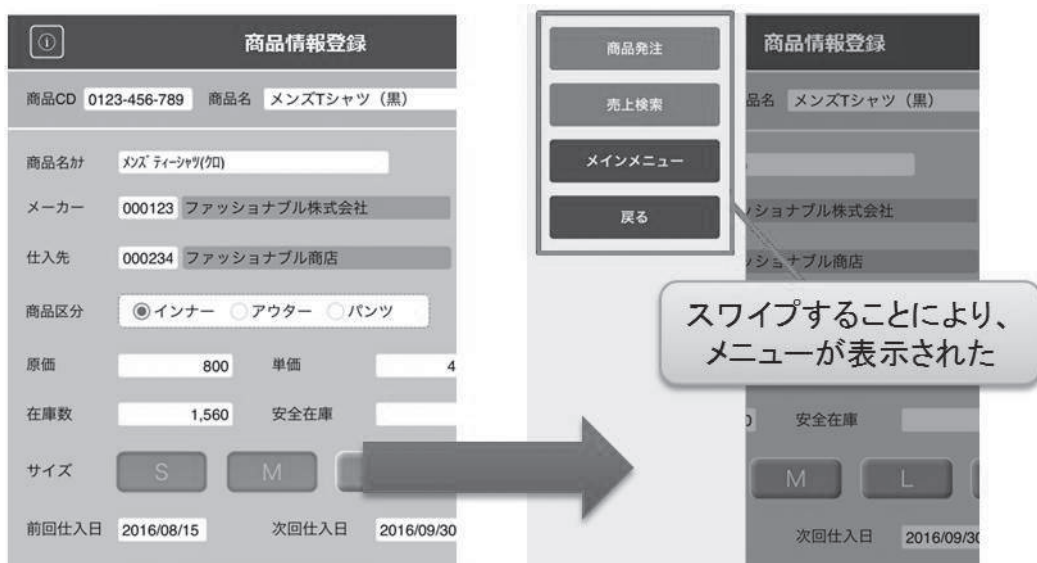 商品情報登録
商品CD 0123-456-789 商品名 メンズTシャツ（黒）
商品名ｶﾅ ﾒﾝｽﾞ ﾃｨｰｼｬﾂ(ｸﾛ)
メーカー 000123 ファッショナブル株式会社
仕入先 000234 ファッショナブル商店
商品区分 インナー アウター パンツ
原価 800 単価 4
在庫数 1,560 安全在庫
サイズ S M
前回仕入日 2016/08/15 次回仕入日 2016/09/30
商品発注
売上検索
メインメニュー
戻る
商品情報登録
品名 メンズTシャツ（黒）
ッショナブル株式会社
ッショナブル商店
スワイプすることにより、
メニューが表示された
0 安全在庫
M L
次回仕入日 2016/09/30